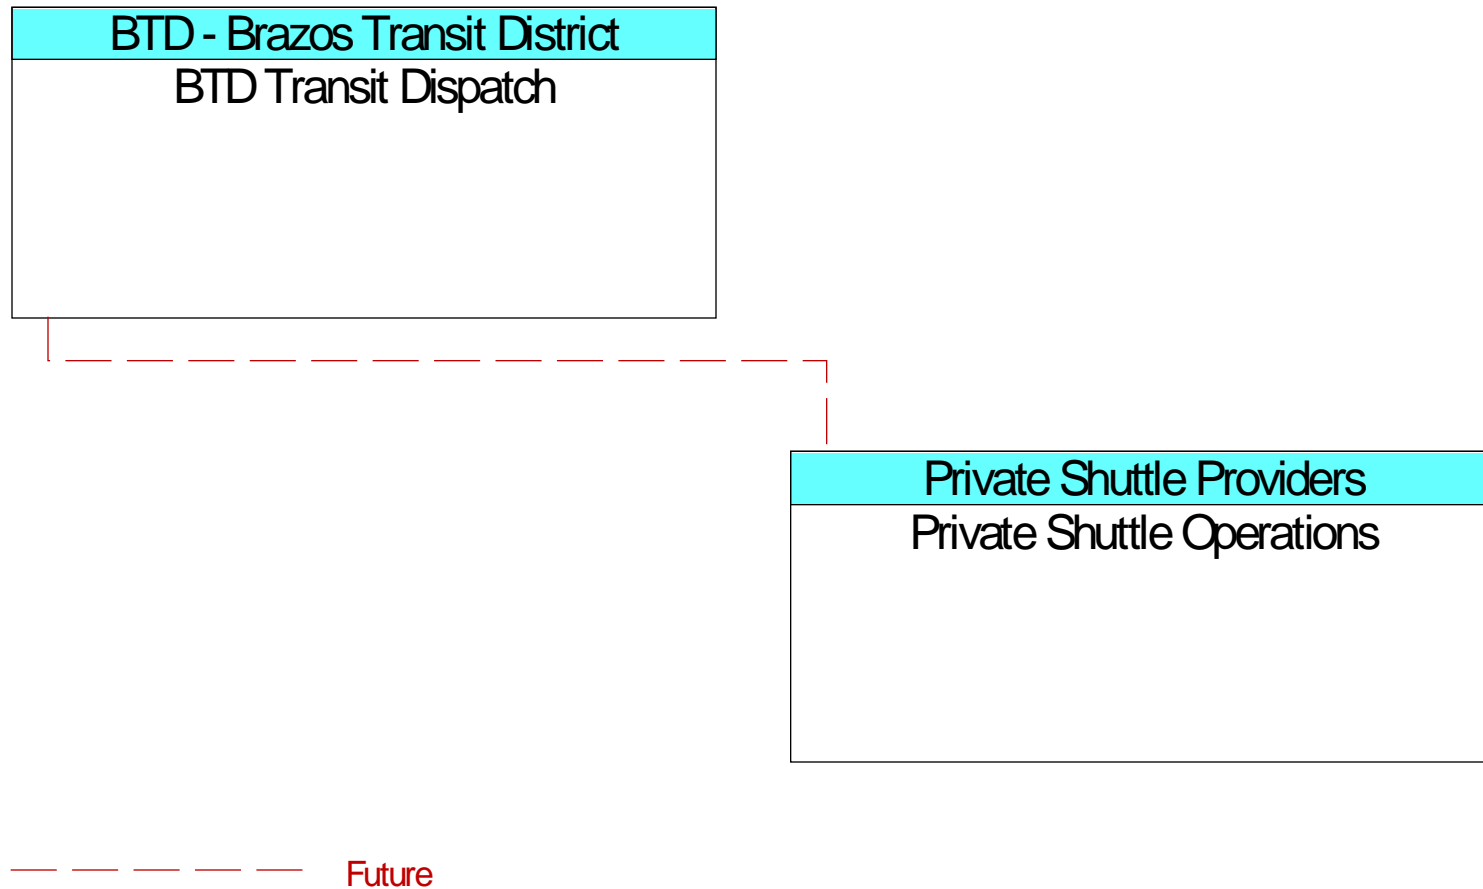 BTD - Brazos Transit District
BTD Transit Dispatch
Private Shuttle Providers
Private Shuttle Operations
Future